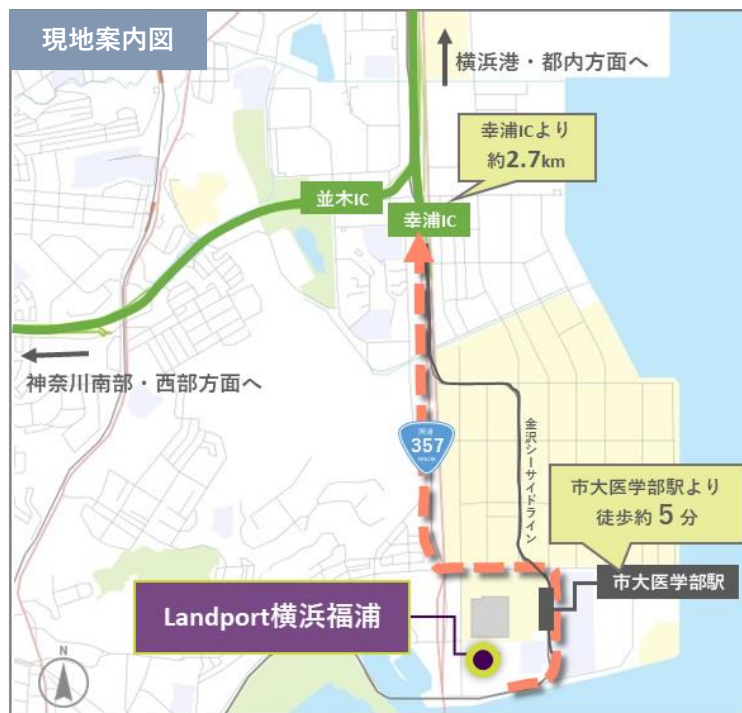 現地案内図
横浜港・都内方面へ
幸浦ICより
約2.7km
並木IC
幸浦IC
神奈川南部・西部方面へ
国道
357
金沢シーサイドライン
市大医学部駅より
徒歩約 5 分
市大医学部駅
Landport横浜福浦
N